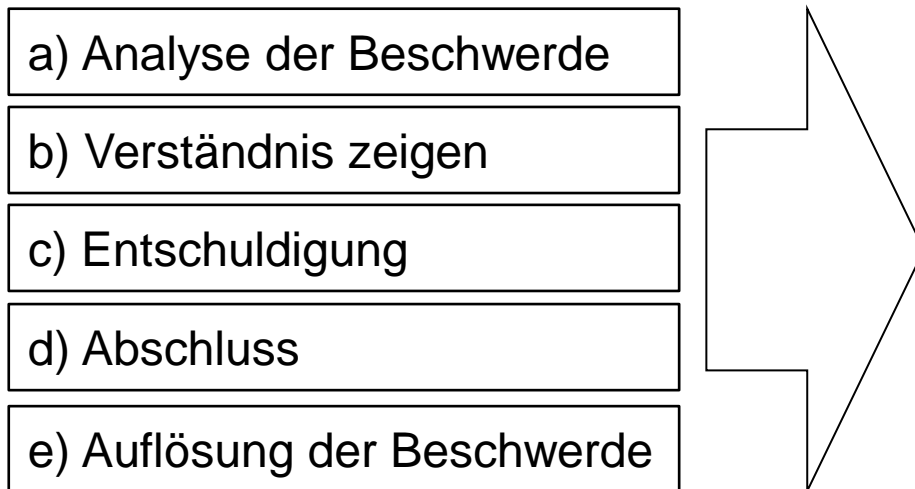 a) Analyse der Beschwerde
b) Verständnis zeigen
c) Entschuldigung
d) Abschluss
e) Auflösung der Beschwerde